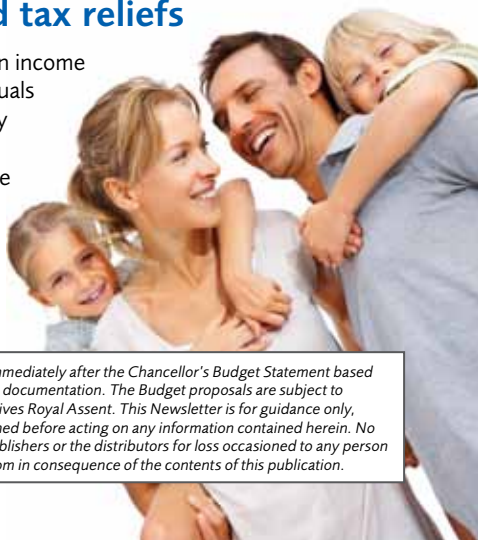 d tax reliefs
n income
uals
y
e
mmediately after the Chancellor's Budget Statement based
documentation. The Budget proposals are subject to
ives Royal Assent. This Newsletter is for guidance only,
ned before acting on any information contained herein. No
blishers or the distributors for loss occasioned to any person
om in consequence of the contents of this publication.